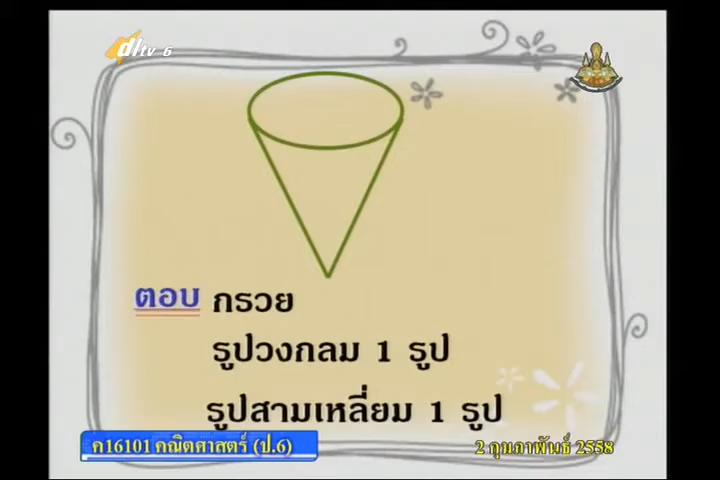 dltv 6
ตอบ กรวย
รูปวงกลม 1 รูป
รูปสามเหลี่ยม 1 รูป
ค16101 คณิตศาสตร์ (ป.6)
2 กุมภาพันธ์ 2558